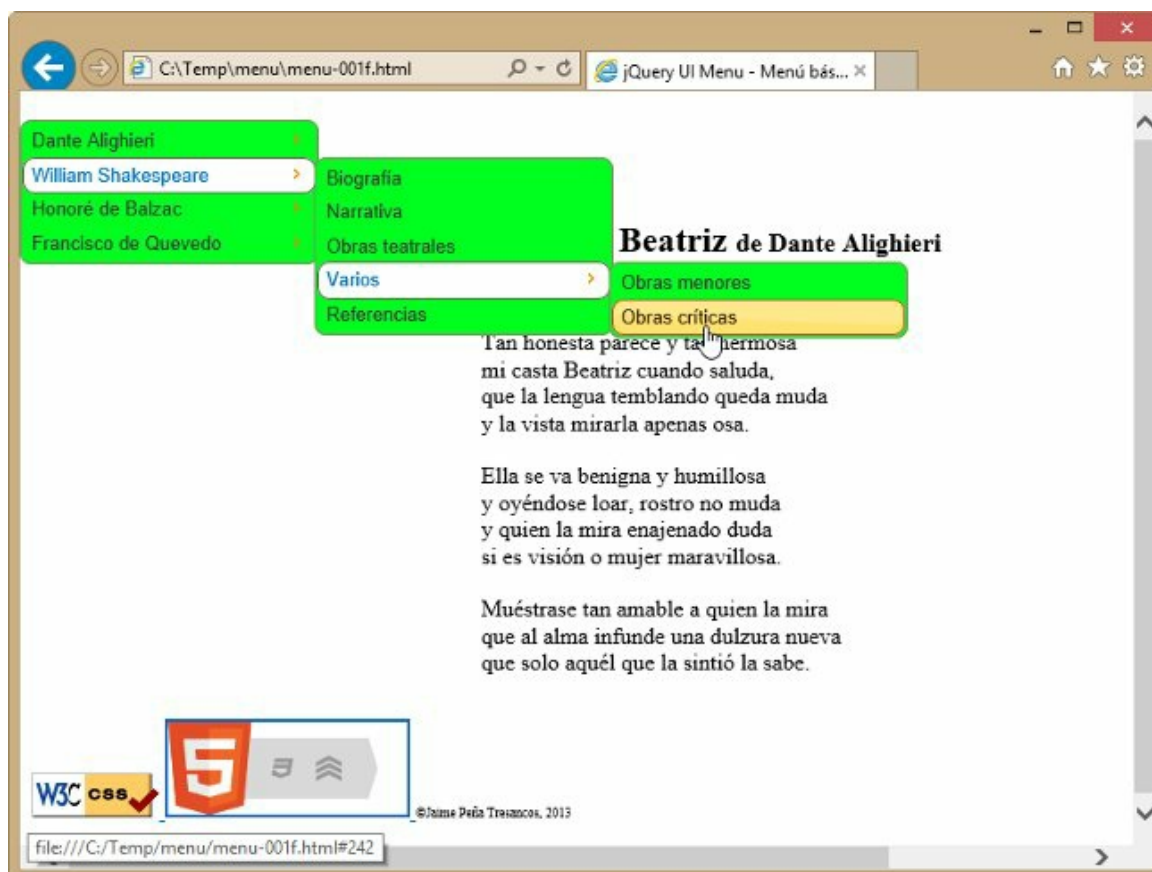 C:\Temp\menu\menu-001f.html
jQuery UI Menu - Menú bás...
Dante Alighieri
William Shakespeare
Honoré de Balzac
Francisco de Quevedo
Biografía
Narrativa
Obras teatrales
Varios
Referencias
Obras menores
Obras críticas
Beatriz de Dante Alighieri
Tan honesta parece y tan hermosa
mi casta Beatriz cuando saluda,
que la lengua temblando queda muda
y la vista mirarla apenas osa.
Ella se va benigna y humillosa
y oyéndose loar, rostro no muda
y quien la mira enajenado duda
si es visión o mujer maravillosa.
Muéstrase tan amable a quien la mira
que al alma infunde una dulzura nueva
que solo aquél que la sintió la sabe.
5
3
W3C css
©Jaime Peña Tresancos, 2013
file:///C:/Temp/menu/menu-001f.html#242